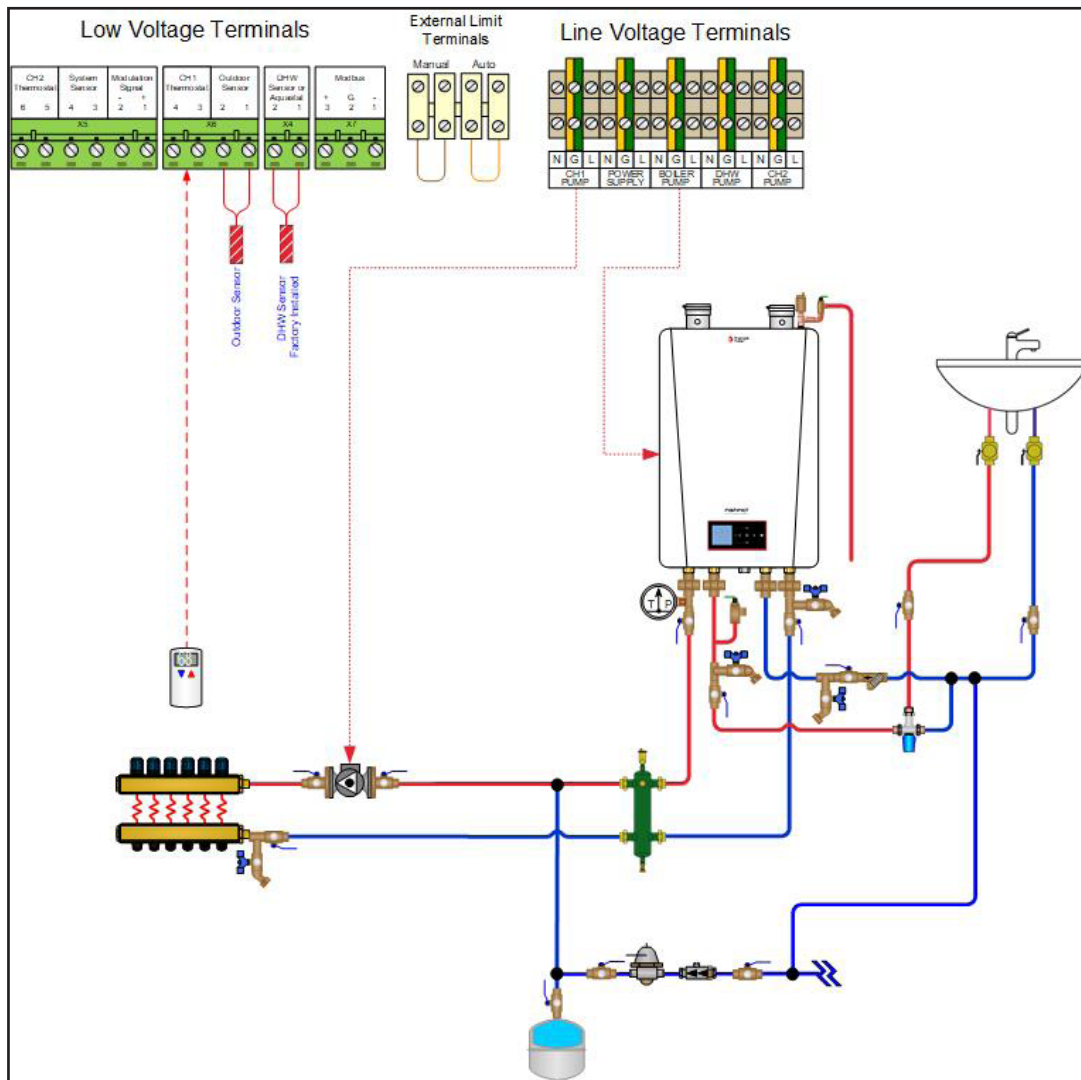 Low Voltage Terminals
External Limit
Terminals
Line Voltage Terminals
Manual Auto
CH2
Thermostat
System
Sensor
Modulation
Signal
- +
6 5 4 3 2 1
X5
CH1
Thermostat
Outdoor
Sensor
4 3 2 1
X6
DHW
Sensor or
Aquastat
2 1
X4
Modbus
+ G -
3 2 1
X7
N G L N G L N G L N G L N G L
CH1
PUMP
POWER
SUPPLY
BOILER
PUMP
DHW
PUMP
CH2
PUMP
Outdoor Sensor
DHW Sensor
Factory Installed
T P